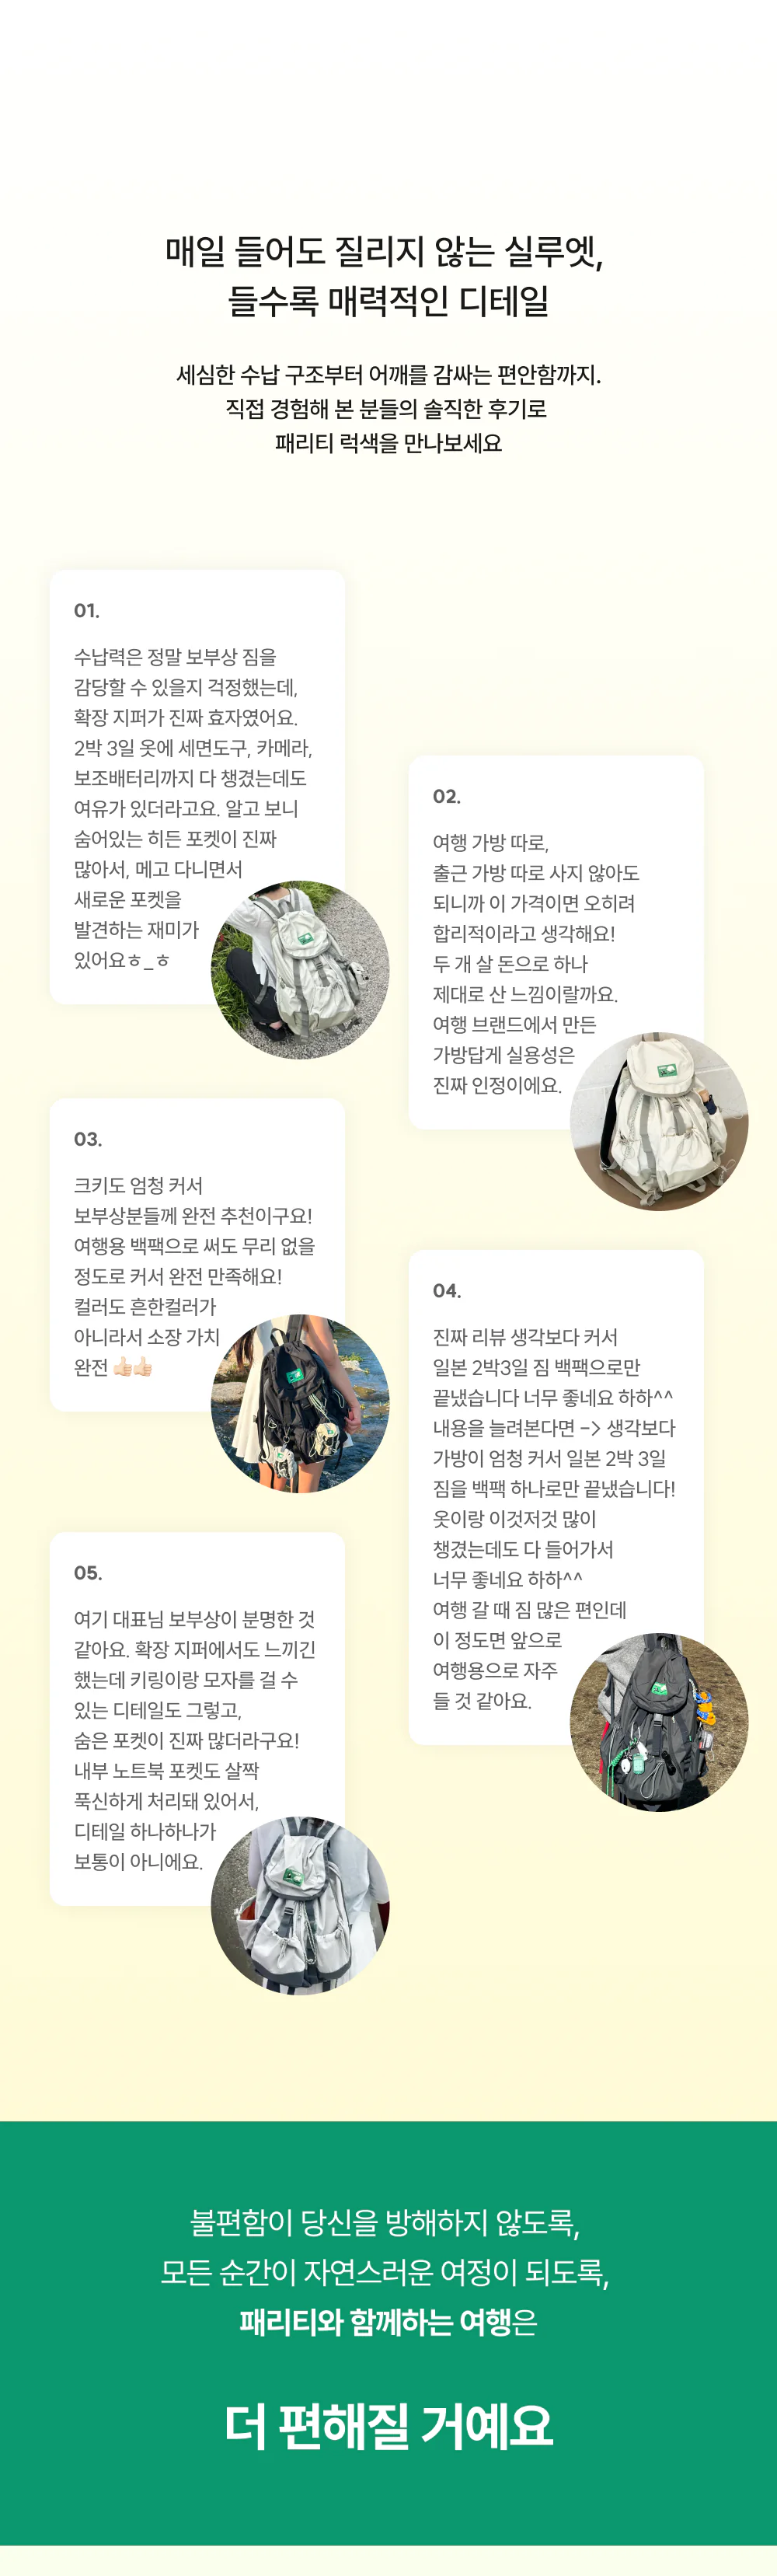 매일 들어도 질리지 않는 실루엣,
들수록 매력적인 디테일
세심한 수납 구조부터 어깨를 감싸는 편안함까지.
직접 경험해 본 분들의 솔직한 후기로
패리티 럭색을 만나보세요
01.
수납력은 정말 보부상 짐을
감당할 수 있을지 걱정했는데,
확장 지퍼가 진짜 효자였어요.
2박 3일 옷에 세면도구, 카메라,
보조배터리까지 다 챙겼는데도
여유가 있더라고요. 알고 보니
숨어있는 히든 포켓이 진짜
많아서, 메고 다니면서
새로운 포켓을
발견하는 재미가
있어요ㅎ_ㅎ
02.
여행 가방 따로,
출근 가방 따로 사지 않아도
되니까 이 가격이면 오히려
합리적이라고 생각해요!
두 개 살 돈으로 하나
제대로 산 느낌이랄까요.
여행 브랜드에서 만든
가방답게 실용성은
진짜 인정이에요.
03.
크키도 엄청 커서
보부상분들께 완전 추천이구요!
여행용 백팩으로 써도 무리 없을
정도로 커서 완전 만족해요!
컬러도 흔한컬러가
아니라서 소장 가치
완전 👍🏻👍🏻
04.
진짜 리뷰 생각보다 커서
일본 2박3일 짐 백팩으로만
끝냈습니다 너무 좋네요 하하^^
내용을 늘려본다면 -> 생각보다
가방이 엄청 커서 일본 2박 3일
짐을 백팩 하나로만 끝냈습니다!
옷이랑 이것저것 많이
챙겼는데도 다 들어가서
너무 좋네요 하하^^
여행 갈 때 짐 많은 편인데
이 정도면 앞으로
여행용으로 자주
들 것 같아요.
05.
여기 대표님 보부상이 분명한 것
같아요. 확장 지퍼에서도 느끼긴
했는데 키링이랑 모자를 걸 수
있는 디테일도 그렇고,
숨은 포켓이 진짜 많더라구요!
내부 노트북 포켓도 살짝
푹신하게 처리돼 있어서,
디테일 하나하나가
보통이 아니에요.
불편함이 당신을 방해하지 않도록,
모든 순간이 자연스러운 여정이 되도록,
패리티와 함께하는 여행은
더 편해질 거예요